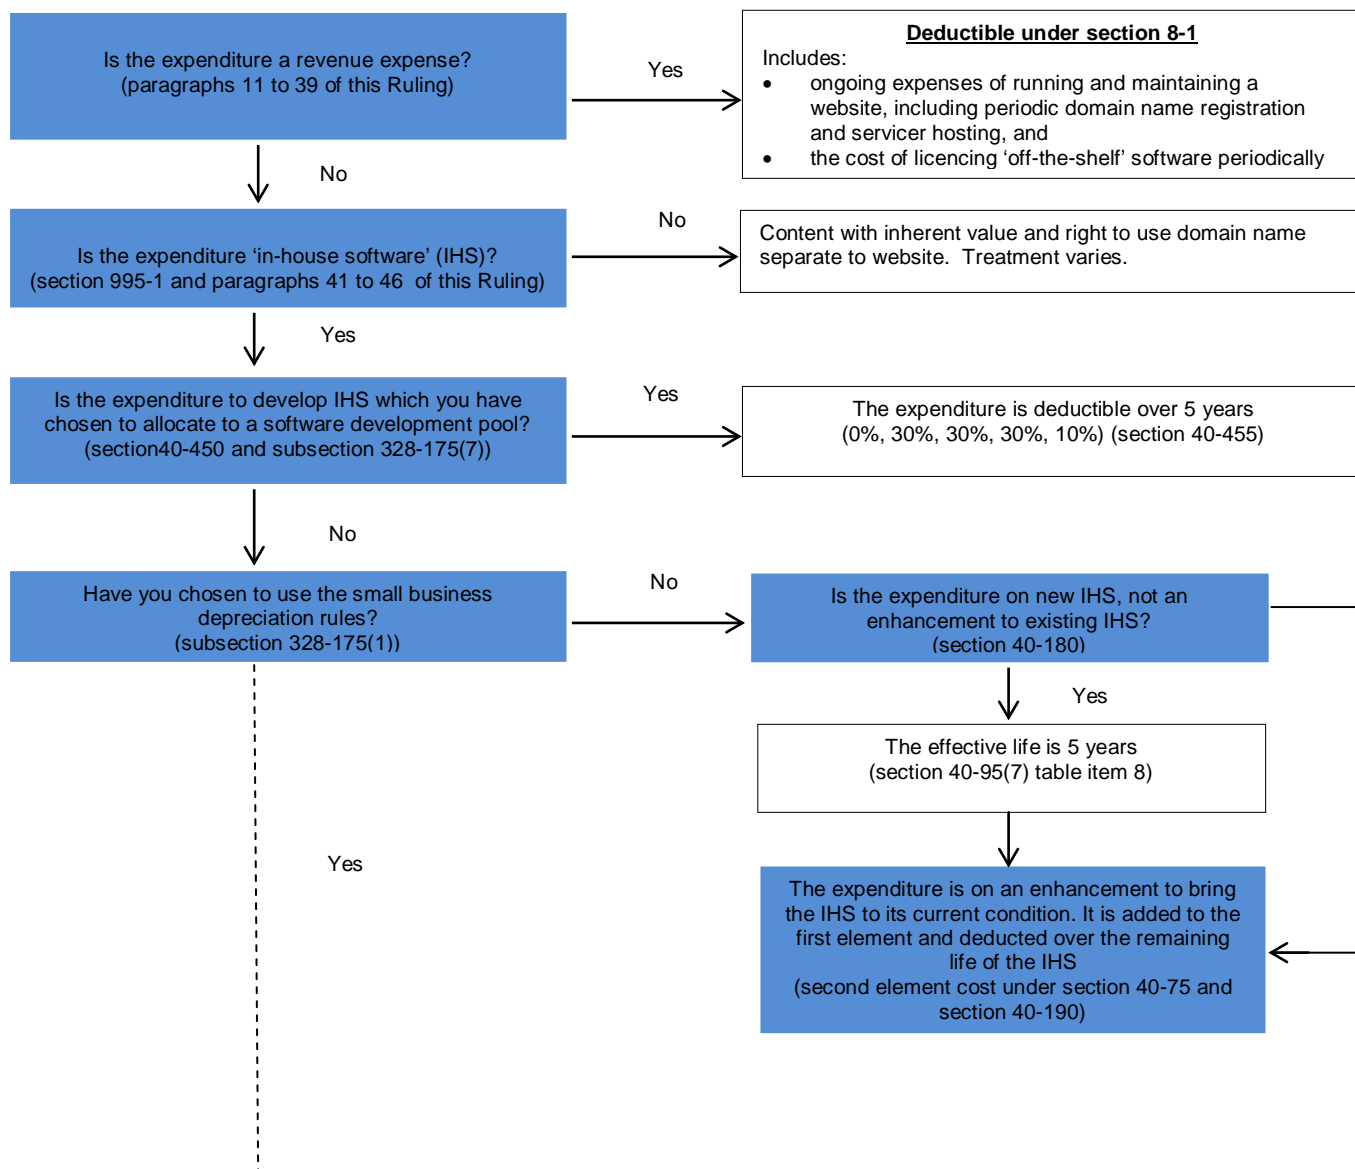 Is the expenditure a revenue expense?
(paragraphs 11 to 39 of this Ruling)
Yes
Deductible under section 8-1
Includes:
• ongoing expenses of running and maintaining a
website, including periodic domain name registration
and servicer hosting, and
• the cost of licencing ‘off-the-shelf’ software periodically
No
Is the expenditure ‘in-house software’ (IHS)?
(section 995-1 and paragraphs 41 to 46 of this Ruling)
No
Content with inherent value and right to use domain name
separate to website. Treatment varies.
Yes
Is the expenditure to develop IHS which you have
chosen to allocate to a software development pool?
(section40-450 and subsection 328-175(7))
Yes
The expenditure is deductible over 5 years
(0%, 30%, 30%, 30%, 10%) (section 40-455)
No
Have you chosen to use the small business
depreciation rules?
(subsection 328-175(1))
No
Is the expenditure on new IHS, not an
enhancement to existing IHS?
(section 40-180)
Yes
The effective life is 5 years
(section 40-95(7) table item 8)
Yes
The expenditure is on an enhancement to bring
the IHS to its current condition. It is added to the
first element and deducted over the remaining
life of the IHS
(second element cost under section 40-75 and
section 40-190)